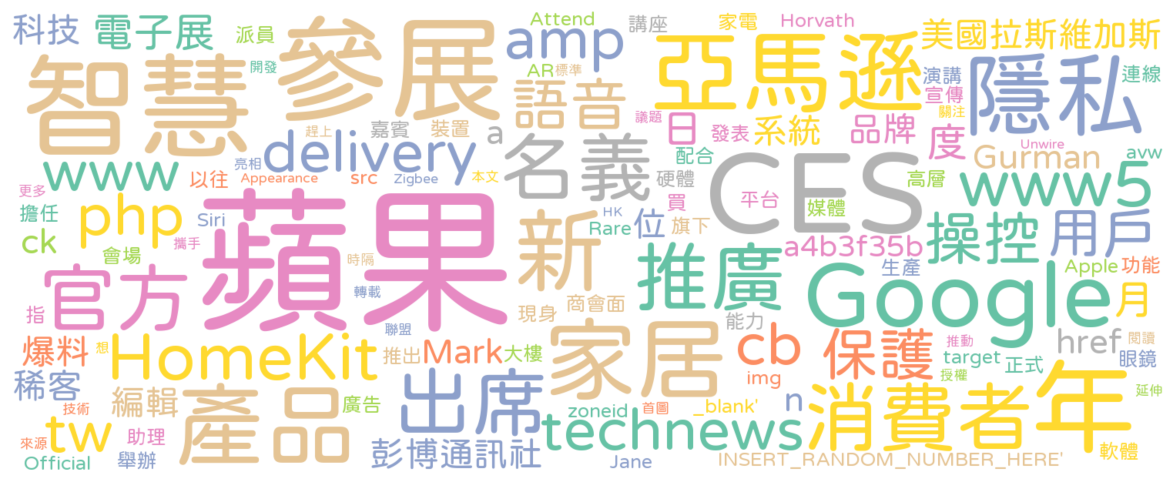 科技 電子展 派員 開發 參展 Attend 講座 家電 Horvath 美國拉斯維加斯
智慧 amp AR 標準 亞馬遜 演講 隱私 連線
語音 議題 宣傳 關注
趕上 嘉賓 裝置 a 日 發表 系統 品牌 度 Unwire
www 亮相 delivery 名義 配合 CES Gurman avw
更多 以往 Appearance src Zigbee 本文 硬體 買 平台 高層 www5
擔任 php Siri 蘋果 新 HK Rare 位 旗下 媒體 操控 用戶
ck 會場 攜手 推廣 a4b3f35b
官方 時隔 轉載 商會面 Google 生產 Apple 功能
指 聯盟 現身 能力 月
爆料 想 HomeKit 推出 Mark 大樓 家居 cb 保護 推動 href 閱讀
稀客 img target 正式 眼鏡
技術 編輯 產品 廣告 出席 zoneid 首圖 _blank' n 消費者 授權 年 延伸
tw 助理 technews
來源 Official 舉辦 彭博通訊社 Jane INSERT_RANDOM_NUMBER_HERE' 軟體